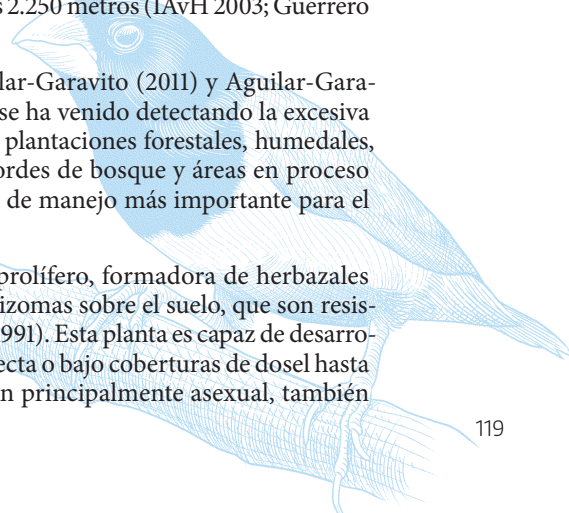 s 2.250 metros (IAvH 2003; Guerrero
lar-Garavito (2011) y Aguilar-Gara-
se ha venido detectando la excesiva
plantaciones forestales, humedales,
ordes de bosque y áreas en proceso
de manejo más importante para el
prolífero, formadora de herbazales
izomas sobre el suelo, que son resis-
991). Esta planta es capaz de desarro-
ecta o bajo coberturas de dosel hasta
n principalmente asexual, también
119